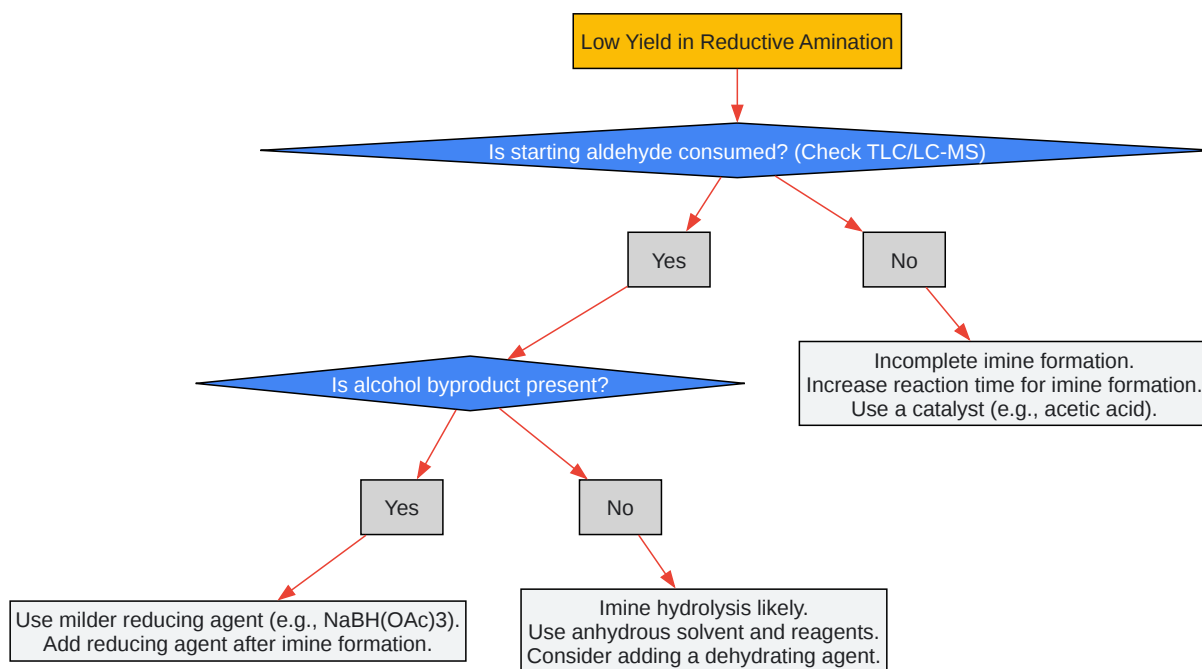 Low Yield in Reductive Amination
Is starting aldehyde consumed? (Check TLC/LC-MS)
Yes
No
Incomplete imine formation.
Increase reaction time for imine formation.
Use a catalyst (e.g., acetic acid).
Is alcohol byproduct present?
Yes
No
Use milder reducing agent (e.g., NaBH(OAc)3).
Add reducing agent after imine formation.
Imine hydrolysis likely.
Use anhydrous solvent and reagents.
Consider adding a dehydrating agent.